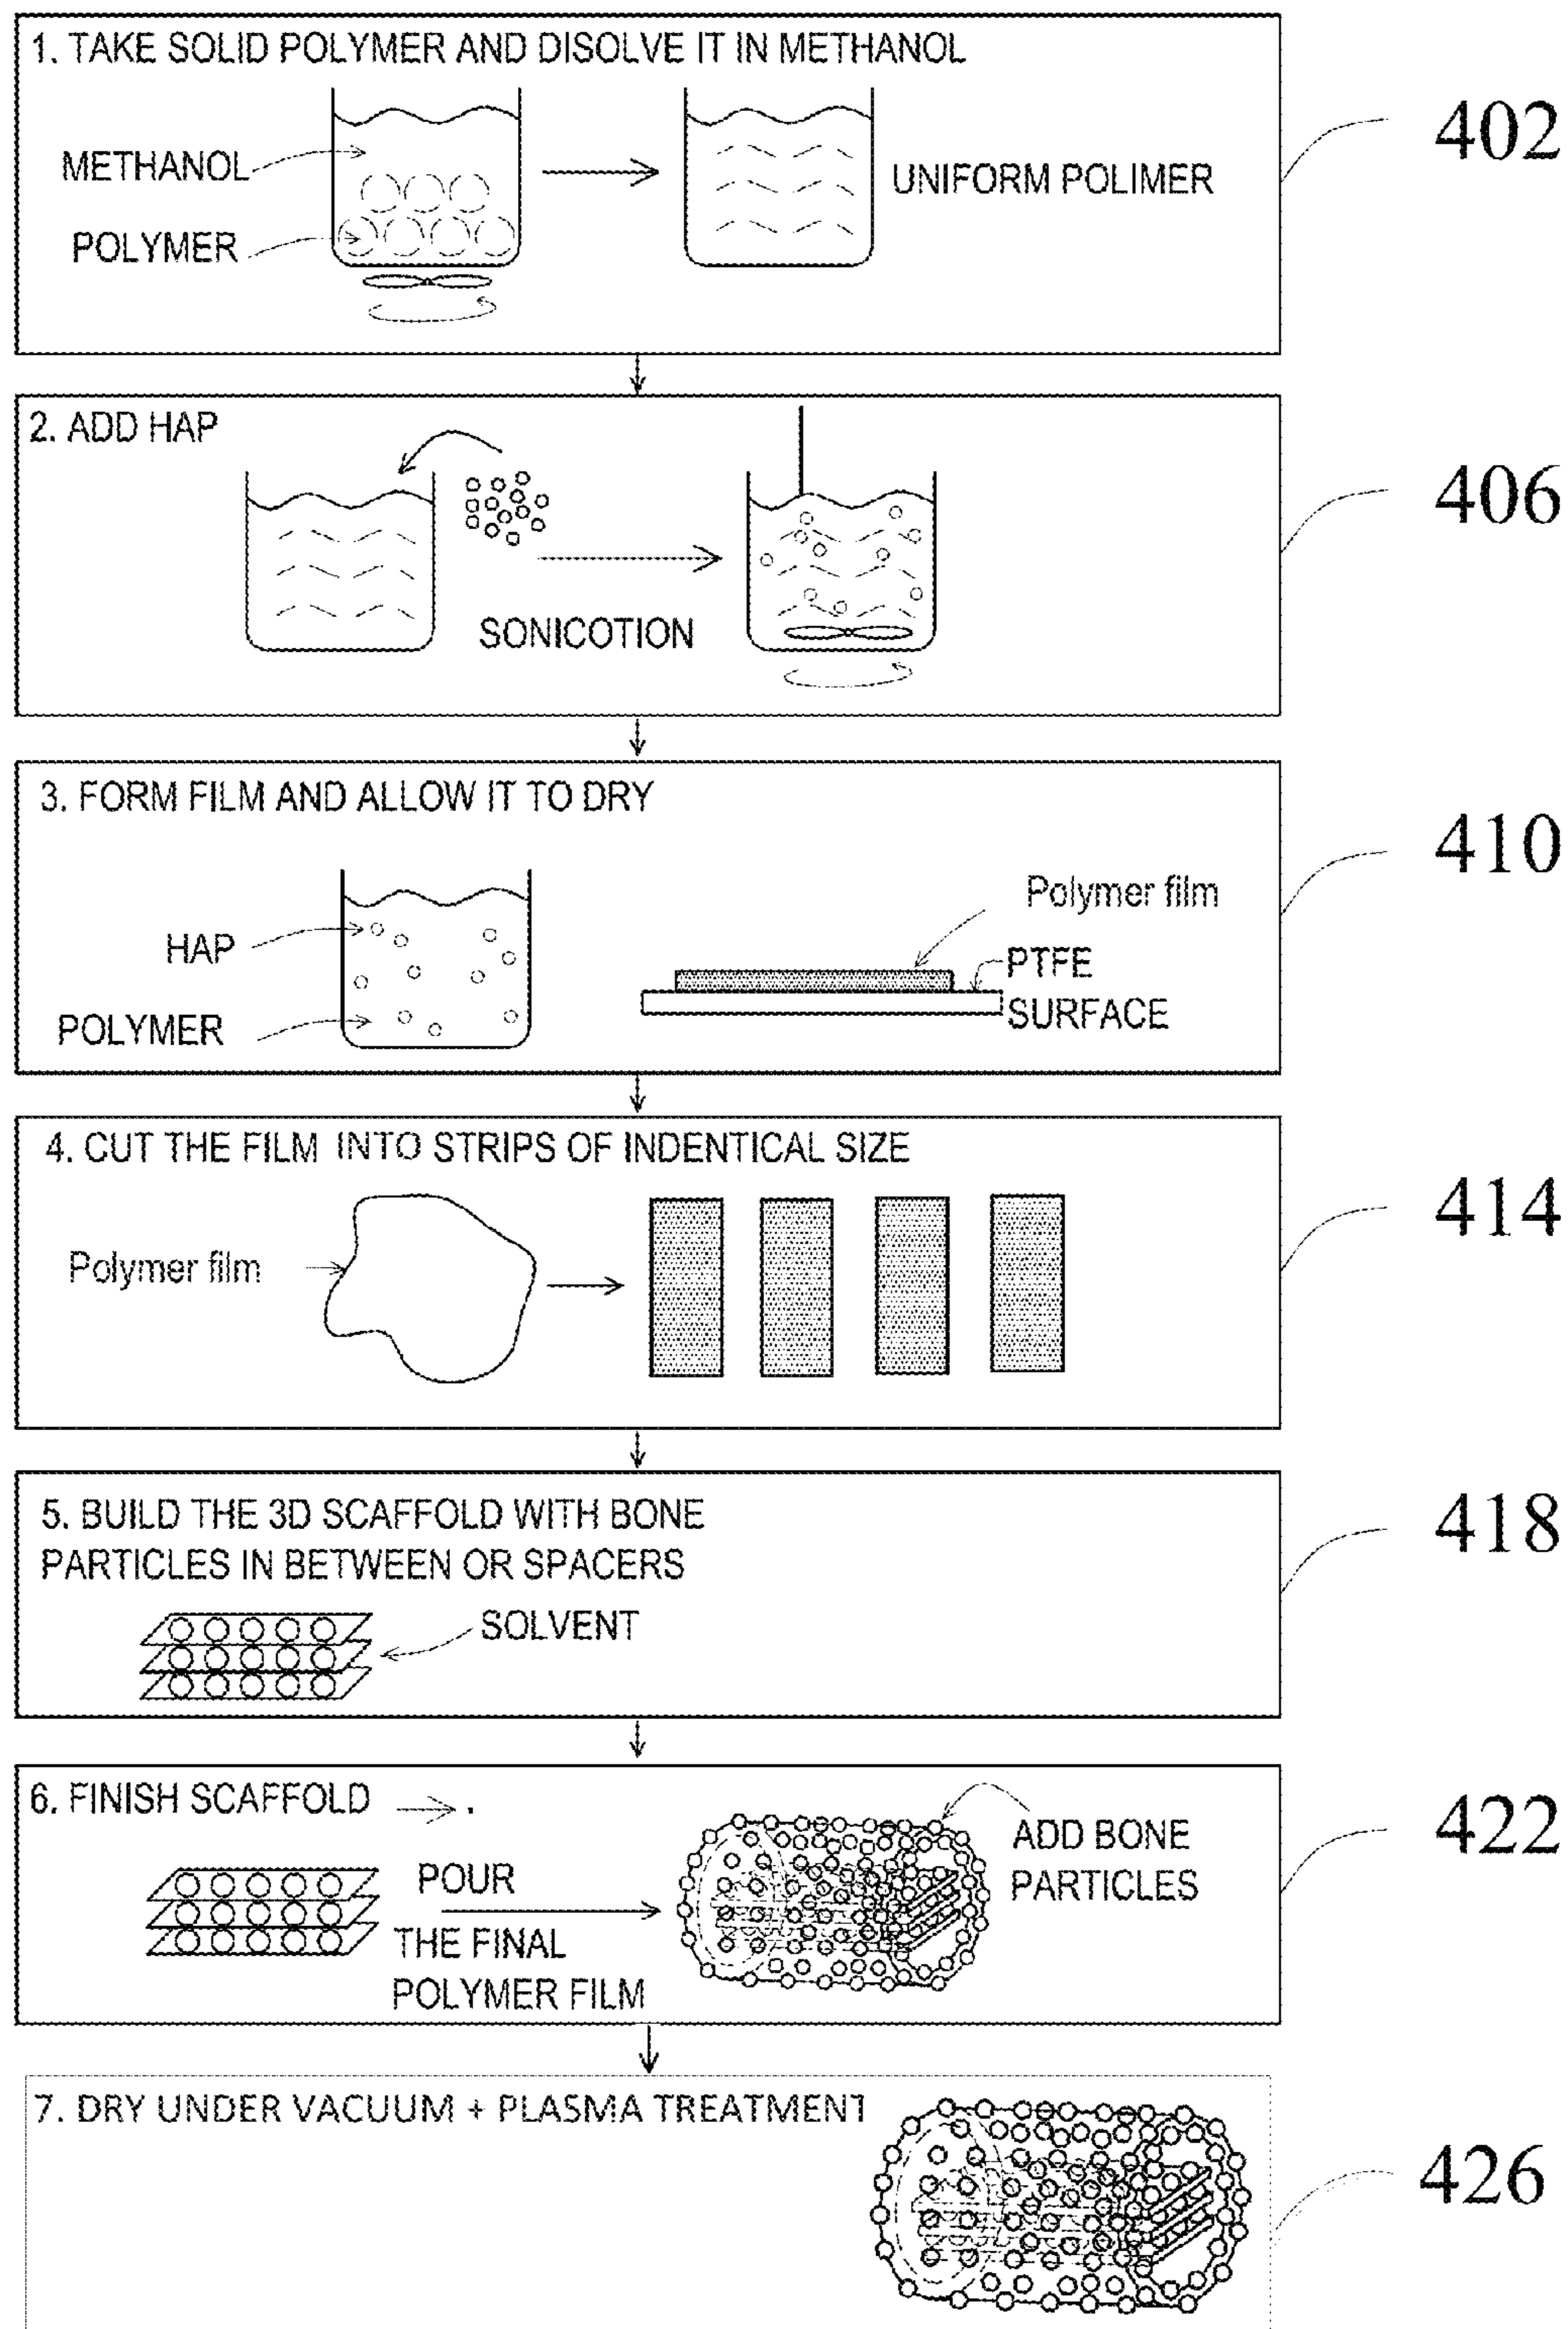 1. TAKE SOLID POLYMER AND DISOLVE IT IN METHANOL
METHANOL
POLYMER
UNIFORM POLIMER
402
2. ADD HAP
SONICOTION
406
3. FORM FILM AND ALLOW IT TO DRY
HAP
POLYMER
Polymer film
PTFE
SURFACE
410
4. CUT THE FILM INTO STRIPS OF INDENTICAL SIZE
Polymer film
414
5. BUILD THE 3D SCAFFOLD WITH BONE
PARTICLES IN BETWEEN OR SPACERS
SOLVENT
418
6. FINISH SCAFFOLD
POUR
THE FINAL
POLYMER FILM
ADD BONE
PARTICLES
422
7. DRY UNDER VACUUM + PLASMA TREATMENT
426